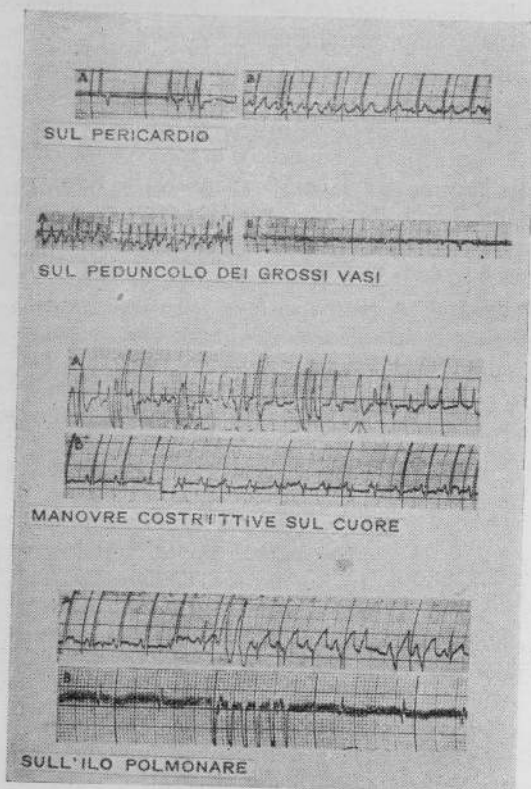 A B
SUL PERICARDIO
A B
SUL PEDUNCOLO DEI GROSSI VASI
A
B
MANOVRE COSTRITTIVE SUL CUORE
A
B
SULL'ILO POLMONARE